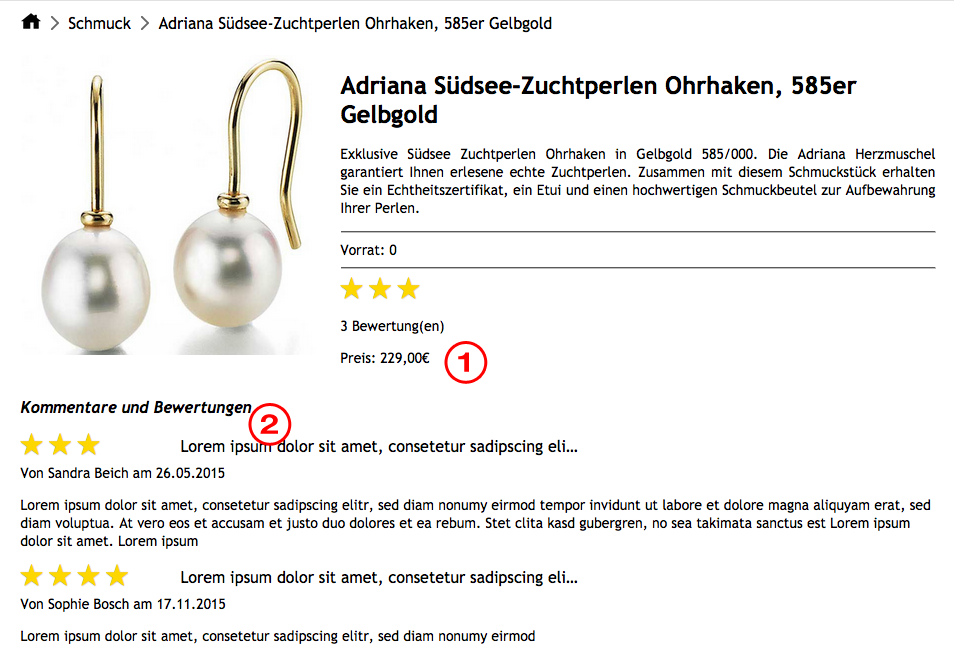 Schmuck > Adriana Südsee-Zuchtperlen Ohrhaken, 585er Gelbgold
Adriana Südsee-Zuchtperlen Ohrhaken, 585er
Gelbgold
Exklusive Südsee Zuchtperlen Ohrhaken in Gelbgold 585/000. Die Adriana Herzmuschel
garantiert Ihnen erlesene echte Zuchtperlen. Zusammen mit diesem Schmuckstück erhalten
Sie ein Echtheitszertifikat, ein Etui und einen hochwertigen Schmuckbeutel zur Aufbewahrung
Ihrer Perlen.
Vorrat: 0
3 Bewertung(en)
Preis: 229,00€
1
Kommentare und Bewertungen
2
Lorem ipsum dolor sit amet, consetetur sadipscing eli...
Von Sandra Beich am 26.05.2015
Lorem ipsum dolor sit amet, consetetur sadipscing elitr, sed diam nonumy eirmod tempor invidunt ut labore et dolore magna aliquyam erat, sed
diam voluptua. At vero eos et accusam et justo duo dolores et ea rebum. Stet clita kasd gubergren, no sea takimata sanctus est Lorem ipsum
dolor sit amet. Lorem ipsum
Lorem ipsum dolor sit amet, consetetur sadipscing eli...
Von Sophie Bosch am 17.11.2015
Lorem ipsum dolor sit amet, consetetur sadipscing elitr, sed diam nonumy eirmod